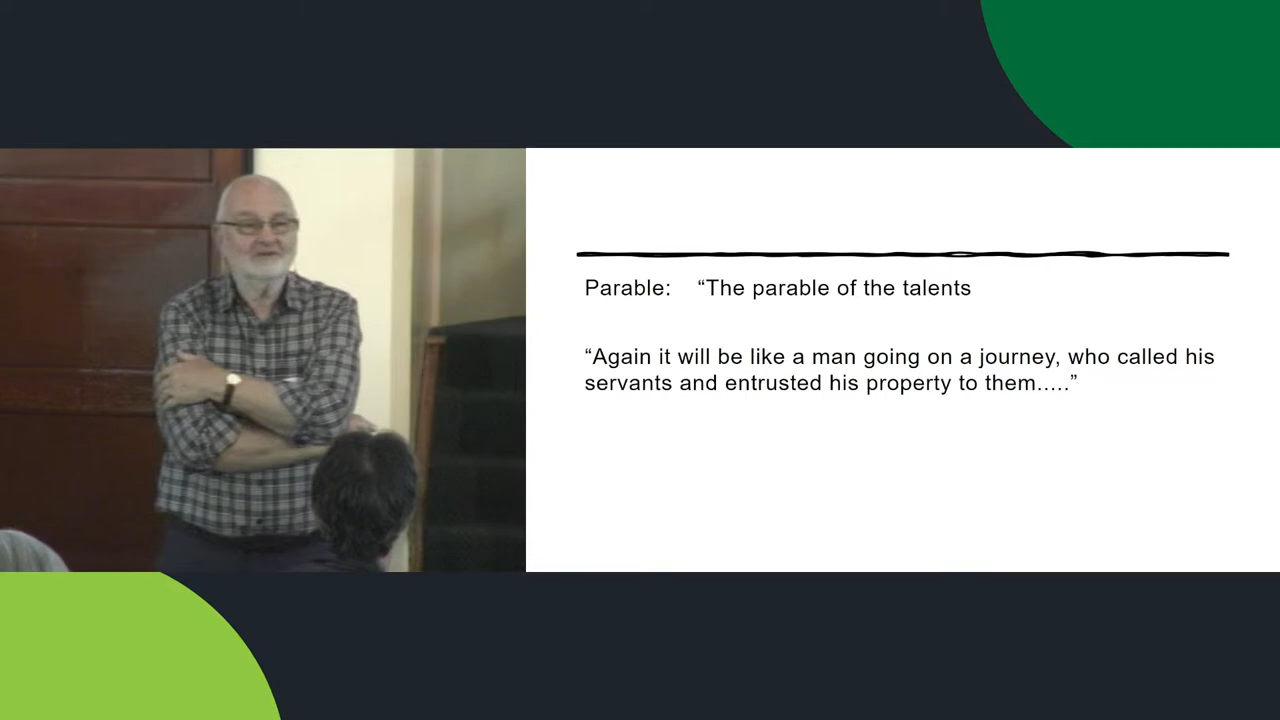 Parable: “The parable of the talents
“Again it will be like a man going on a journey, who called his
servants and entrusted his property to them.....”